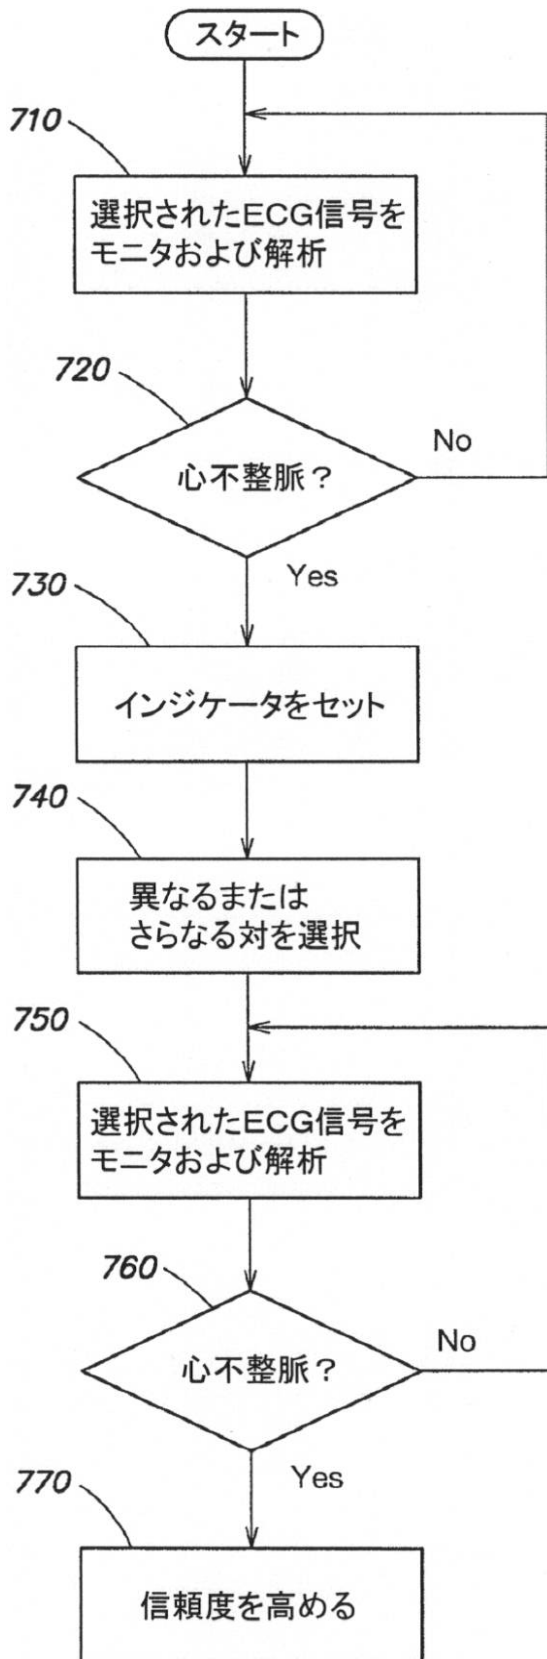 スタート
710
選択されたECG信号を
モニタおよび解析
720
心不整脈？
No
Yes
730
インジケータをセット
740
異なるまたは
さらなる対を選択
750
選択されたECG信号を
モニタおよび解析
760
心不整脈？
No
Yes
770
信頼度を高める